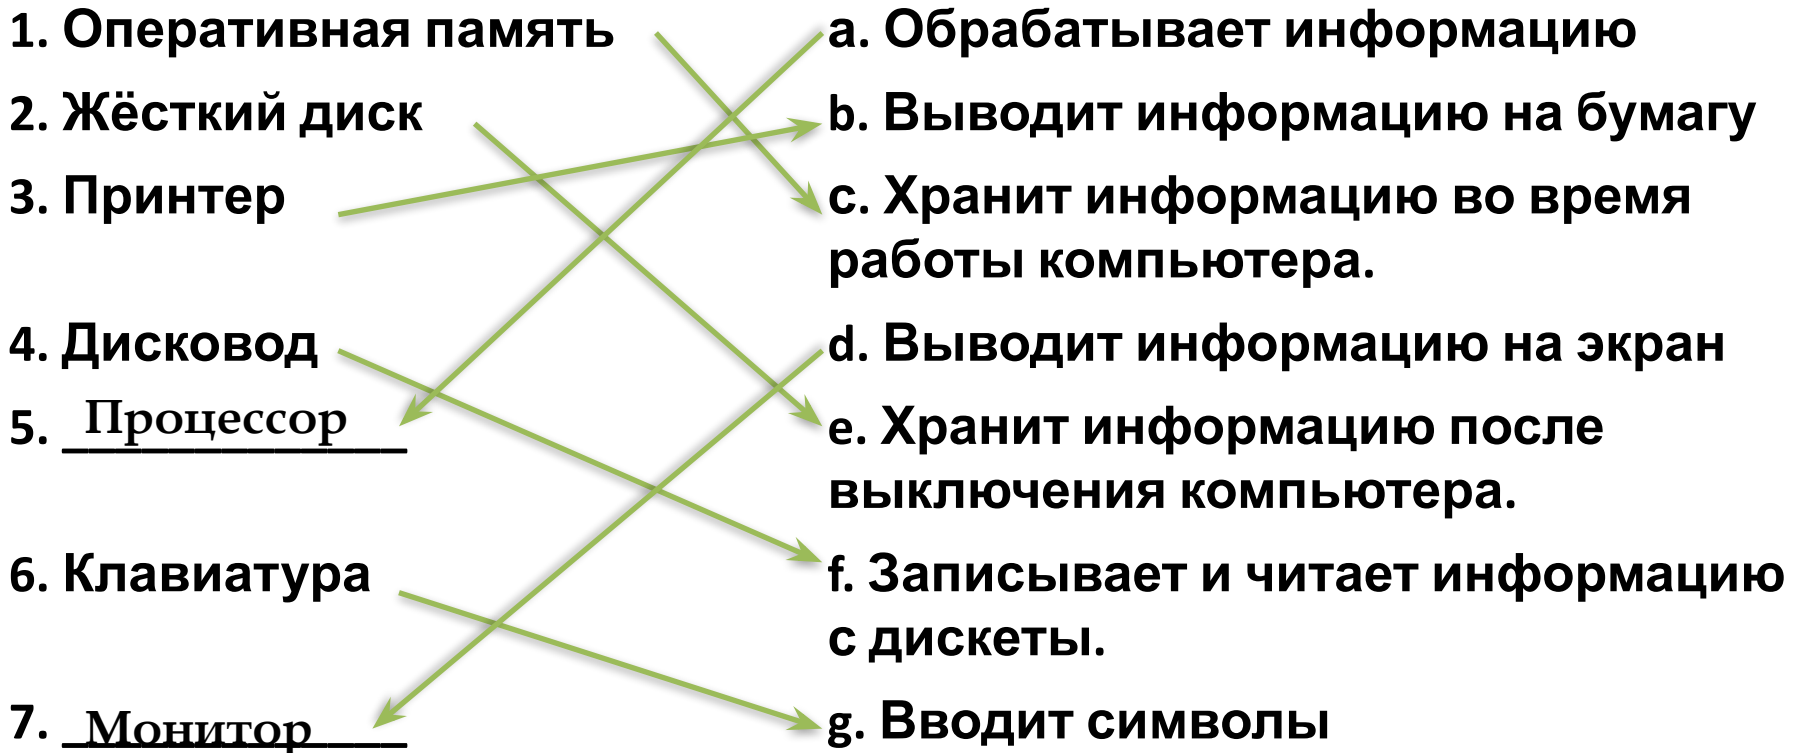 1. Оперативная память
2. Жёсткий диск
3. Принтер
4. Дисковод
5. Процессор
6. Клавиатура
7. Монитор
a. Обрабатывает информацию
b. Выводит информацию на бумагу
c. Хранит информацию во время
работы компьютера.
d. Выводит информацию на экран
e. Хранит информацию после
выключения компьютера.
f. Записывает и читает информацию
с дискеты.
g. Вводит символы